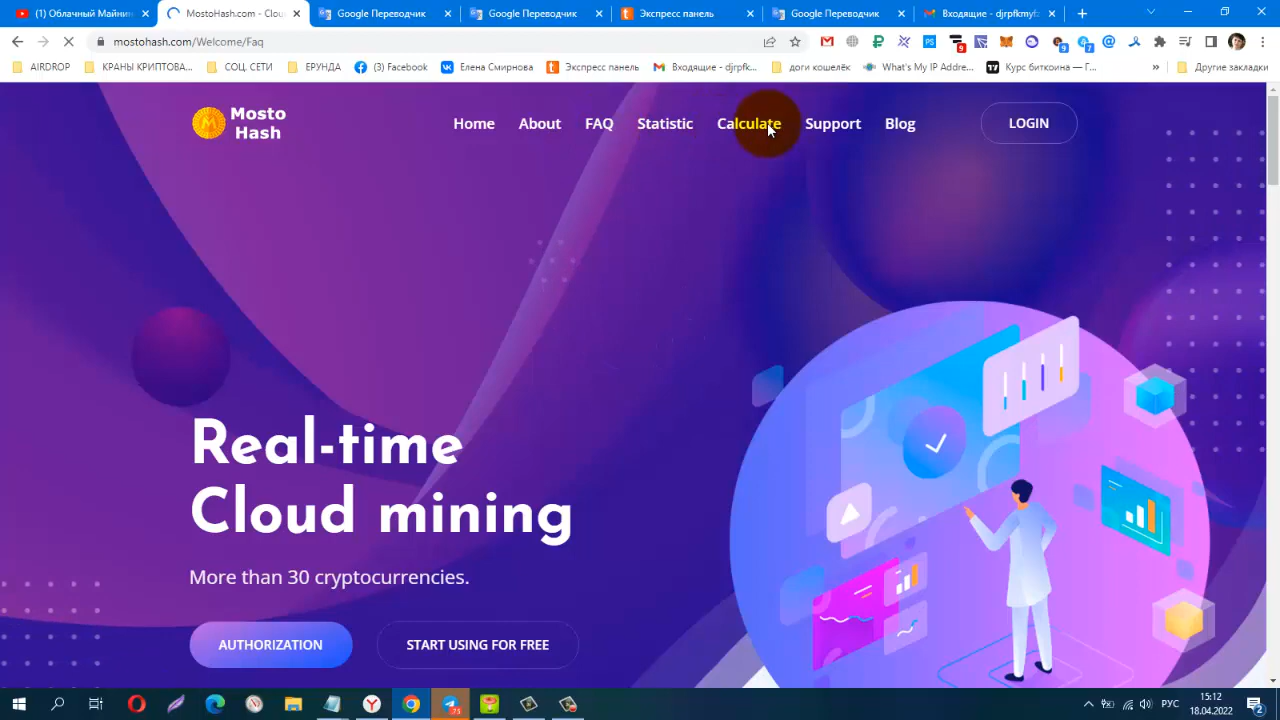 (1) Облачный Майнин
MostoHash.com - Clou
Google Переводчик
Google Переводчик
Экспресс панель
Google Переводчик
Входящие - djrpfkmyf
mostohash.com/Welcome/Faq
AIRDROP
КРАНЫ КРИПТОВА...
СОЦ. СЕТИ
ЕРУНДА
(3) Facebook
Елена Смирнова
Экспресс панель
Входящие - djrpfk...
доги кошелёк
What's My IP Addre...
Курс биткоина — Г...
»
Другие закладки
Mosto
Hash
Home
About
FAQ
Statistic
Calculate
Support
Blog
LOGIN
Real-time
Cloud mining
More than 30 cryptocurrencies.
AUTHORIZATION
START USING FOR FREE
РУС
15:12
18.04.2022